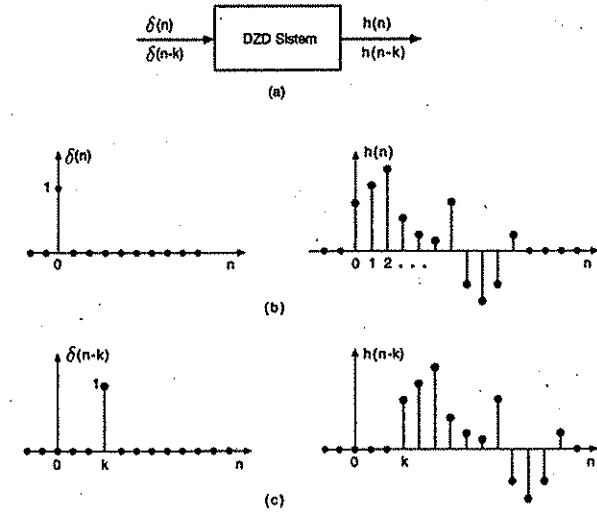 δ(n) DZD Sistem h(n)
δ(n-k) h(n-k)
(a)
δ(n) h(n)
1
0 n 0 1 2 . . . n
(b)
δ(n-k) h(n-k)
1
0 k n 0 k n
(c)